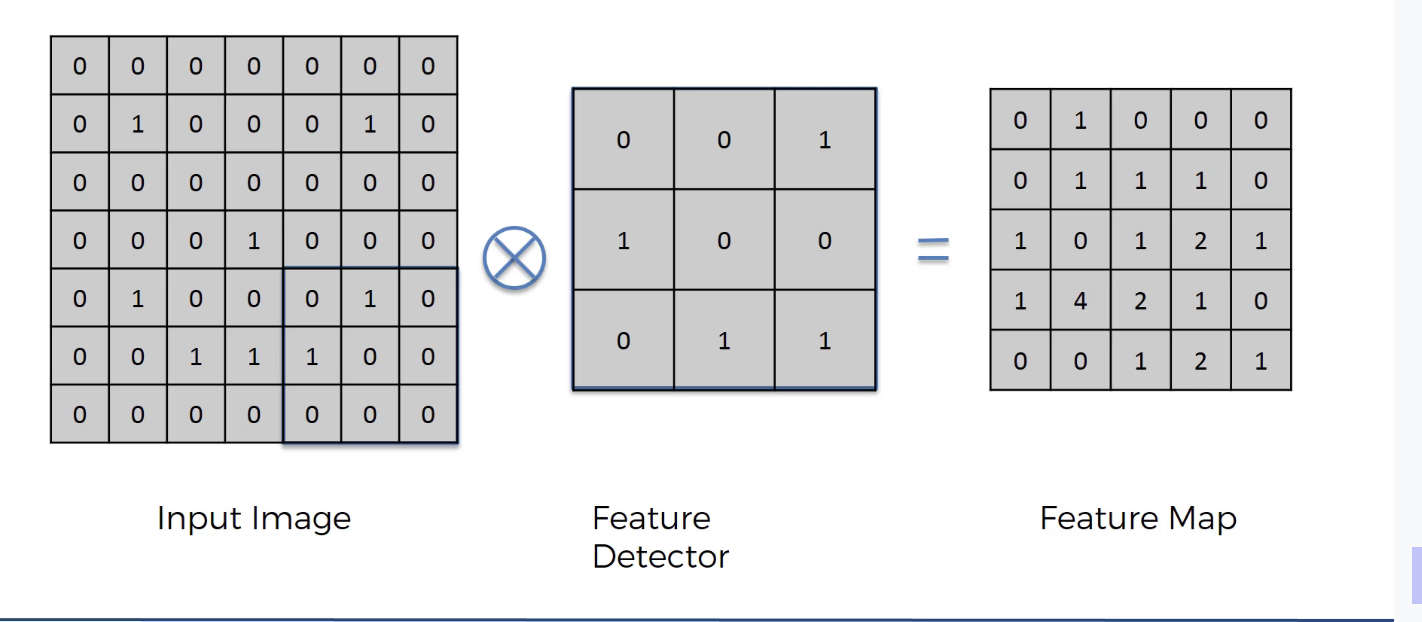 0 0 0 0 0 0 0
0 1 0 0 0 1 0
0 0 0 0 0 0 0
0 0 0 1 0 0 0
0 1 0 0 0 1 0
0 0 1 1 1 0 0
0 0 0 0 0 0 0
Input Image
0 0 1
1 0 0
0 1 1
Feature
Detector
=
0 1 0 0 0
0 1 1 1 0
1 0 1 2 1
1 4 2 1 0
0 0 1 2 1
Feature Map